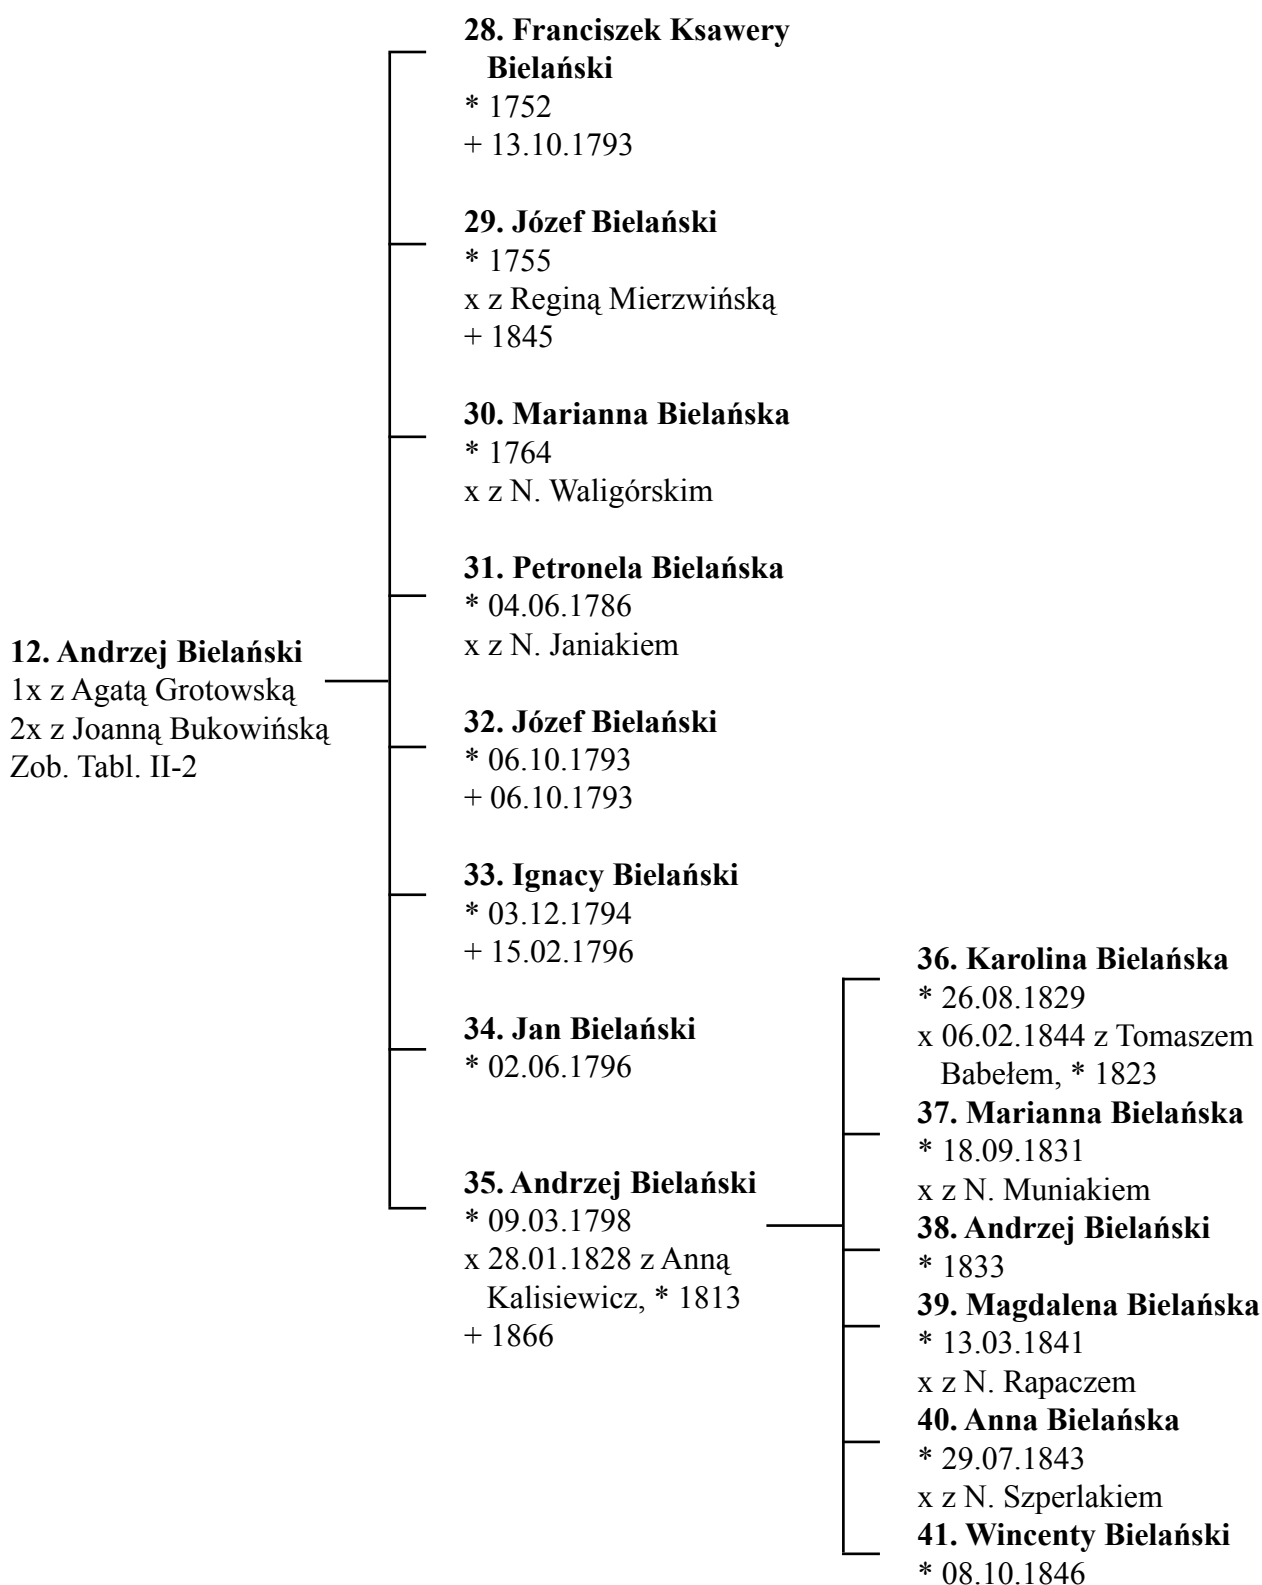 12. Andrzej Bielański
1x z Agatą Grotowską
2x z Joanną Bukowińską
Zob. Tabl. II-2
28. Franciszek Ksawery
Bielański
* 1752
+ 13.10.1793
29. Józef Bielański
* 1755
x z Reginą Mierzwińską
+ 1845
30. Marianna Bielańska
* 1764
x z N. Waligórskim
31. Petronela Bielańska
* 04.06.1786
x z N. Janiakiem
32. Józef Bielański
* 06.10.1793
+ 06.10.1793
33. Ignacy Bielański
* 03.12.1794
+ 15.02.1796
34. Jan Bielański
* 02.06.1796
35. Andrzej Bielański
* 09.03.1798
x 28.01.1828 z Anną
Kalisiewicz, * 1813
+ 1866
36. Karolina Bielańska
* 26.08.1829
x 06.02.1844 z Tomaszem
Babełem, * 1823
37. Marianna Bielańska
* 18.09.1831
x z N. Muniakiem
38. Andrzej Bielański
* 1833
39. Magdalena Bielańska
* 13.03.1841
x z N. Rapaczem
40. Anna Bielańska
* 29.07.1843
x z N. Szperlakiem
41. Wincenty Bielański
* 08.10.1846